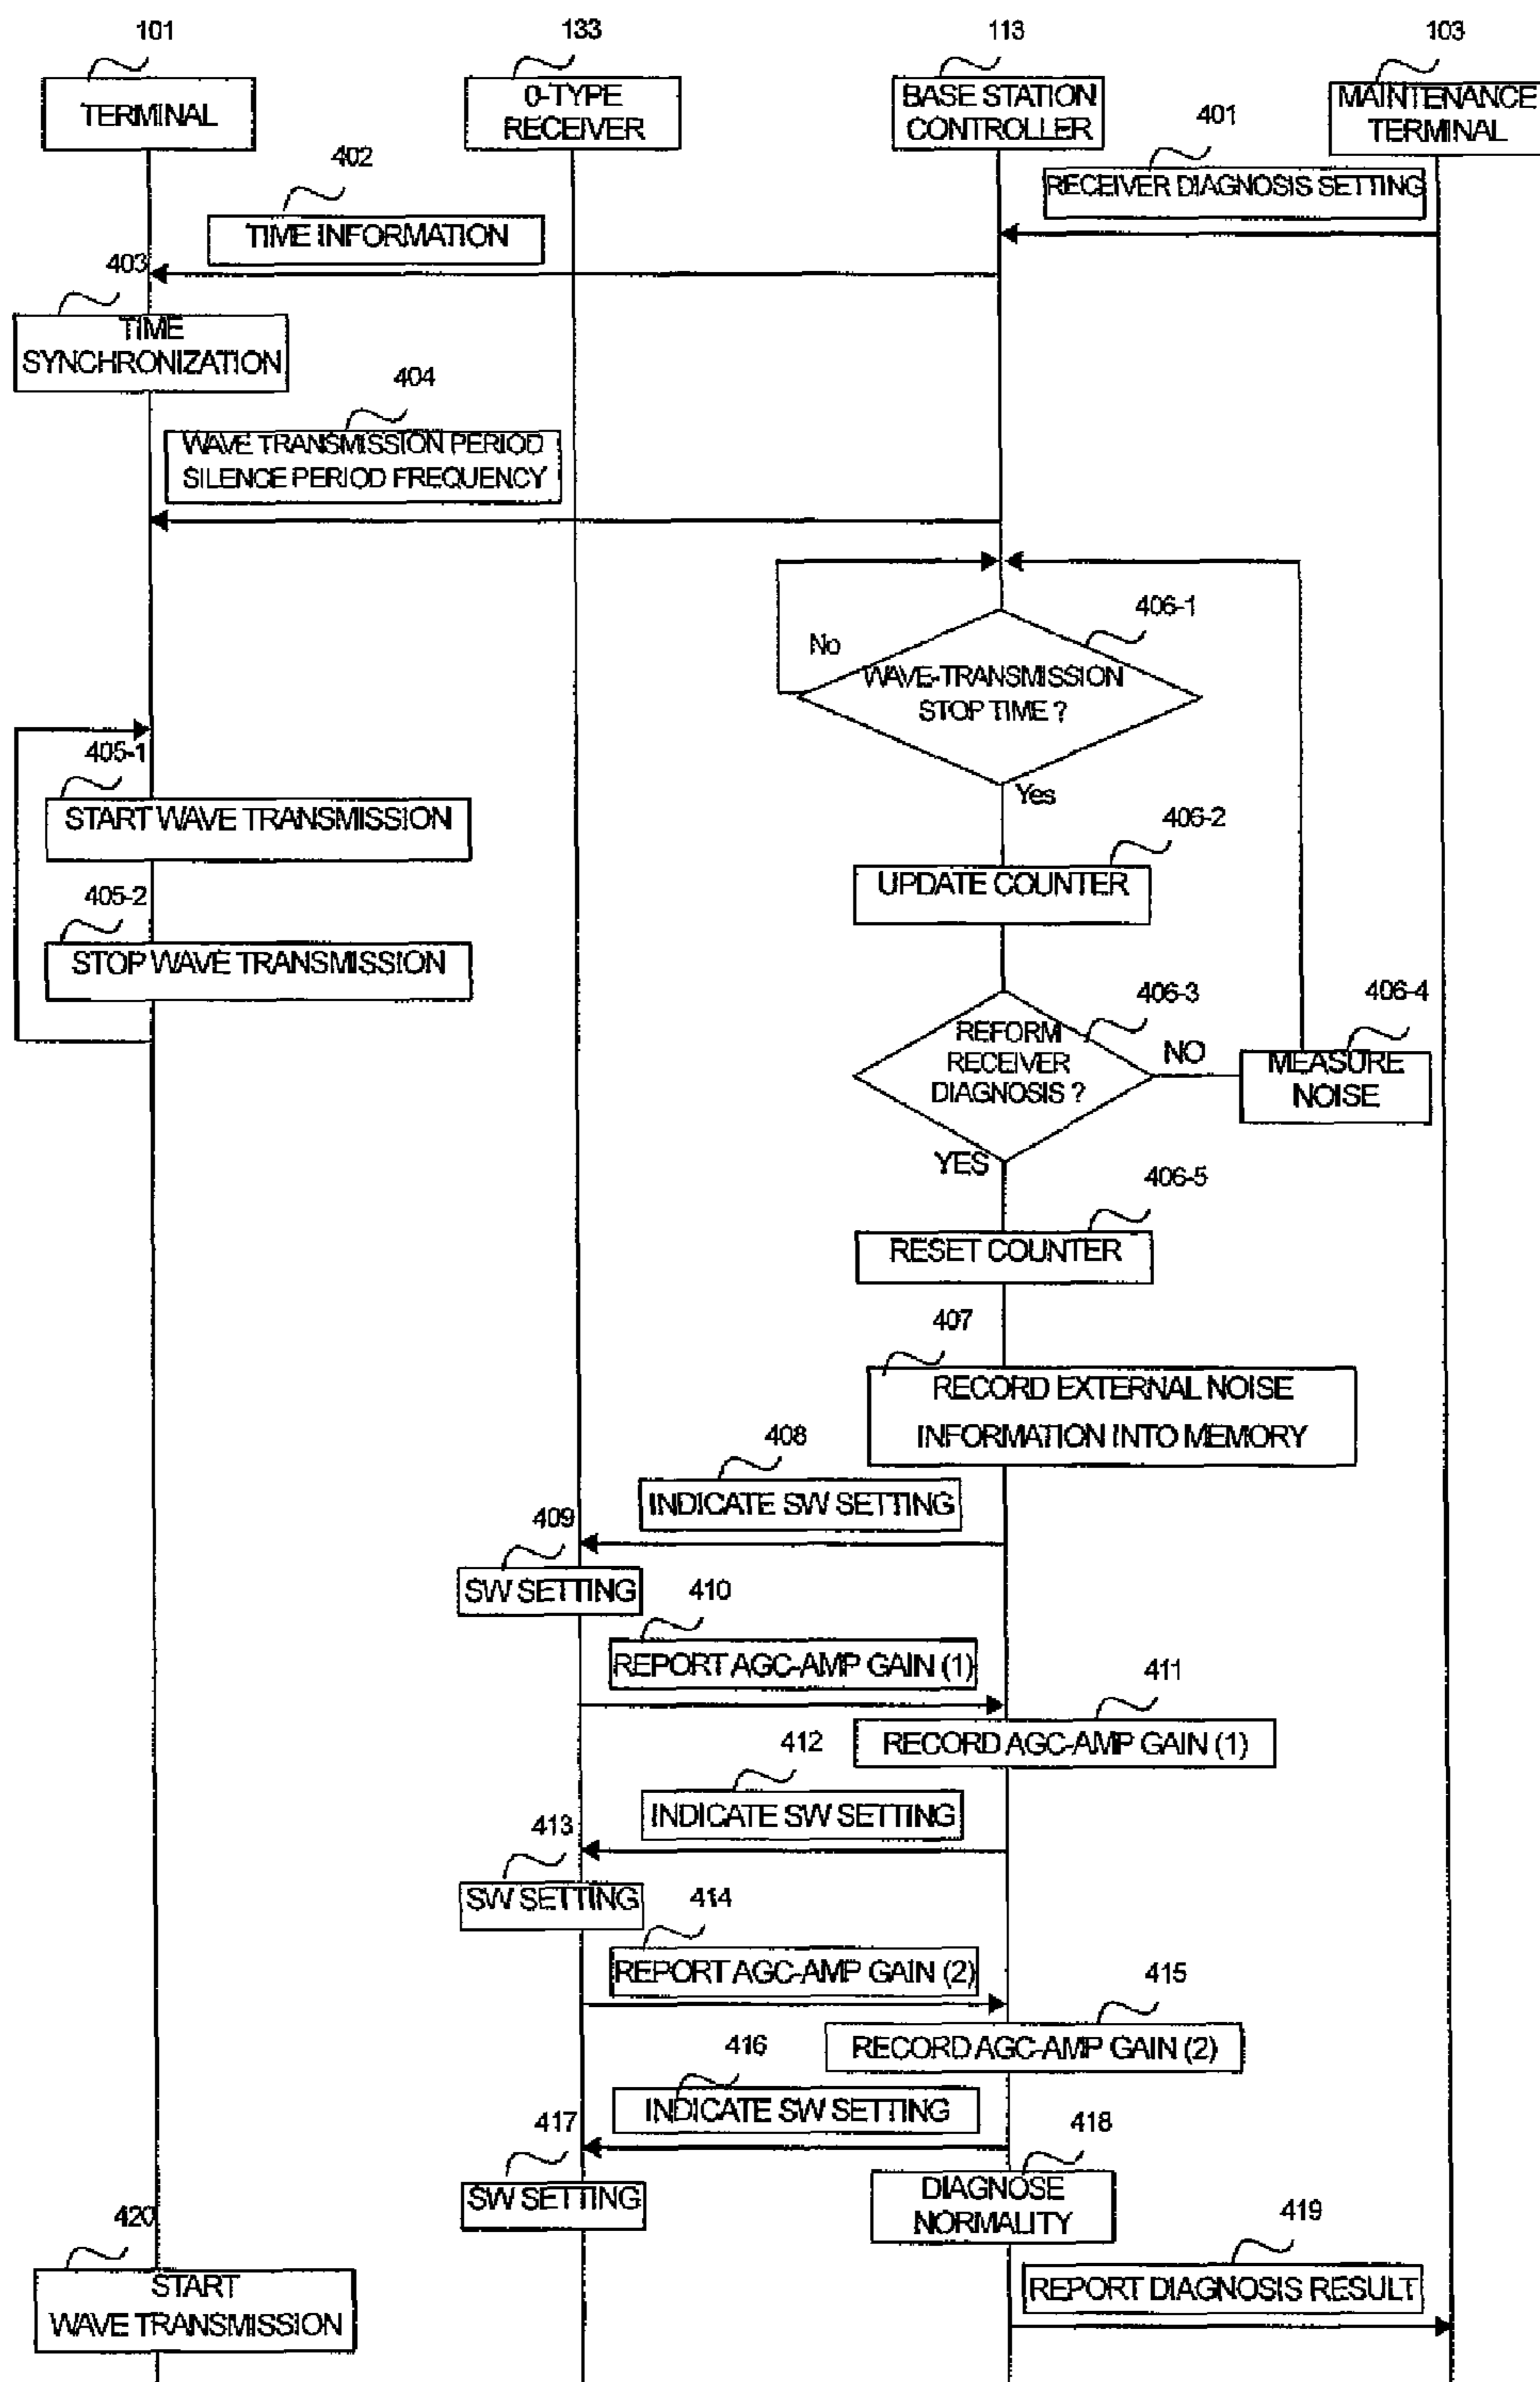 101
133
113
103
TERMINAL
0-TYPE
RECEIVER
BASE STATION
CONTROLLER
MAINTENANCE
TERMINAL
401
RECEIVER DIAGNOSIS SETTING
402
TIME INFORMATION
403
TIME
SYNCHRONIZATION
404
WAVE TRANSMISSION PERIOD
SILENCE PERIOD FREQUENCY
406-1
No
WAVE-TRANSMISSION
STOP TIME ?
Yes
405-1
START WAVE TRANSMISSION
406-2
UPDATE COUNTER
405-2
STOP WAVE TRANSMISSION
406-3
REFORM
RECEIVER
DIAGNOSIS ?
NO
406-4
MEASURE
NOISE
YES
406-5
RESET COUNTER
407
RECORD EXTERNAL NOISE
INFORMATION INTO MEMORY
408
INDICATE SW SETTING
409
SW SETTING
410
REPORT AGC-AMP GAIN (1)
411
RECORD AGC-AMP GAIN (1)
412
INDICATE SW SETTING
413
SW SETTING
414
REPORT AGC-AMP GAIN (2)
415
RECORD AGC-AMP GAIN (2)
416
INDICATE SW SETTING
417
SW SETTING
418
DIAGNOSE
NORMALITY
419
REPORT DIAGNOSIS RESULT
420
START
WAVE TRANSMISSION